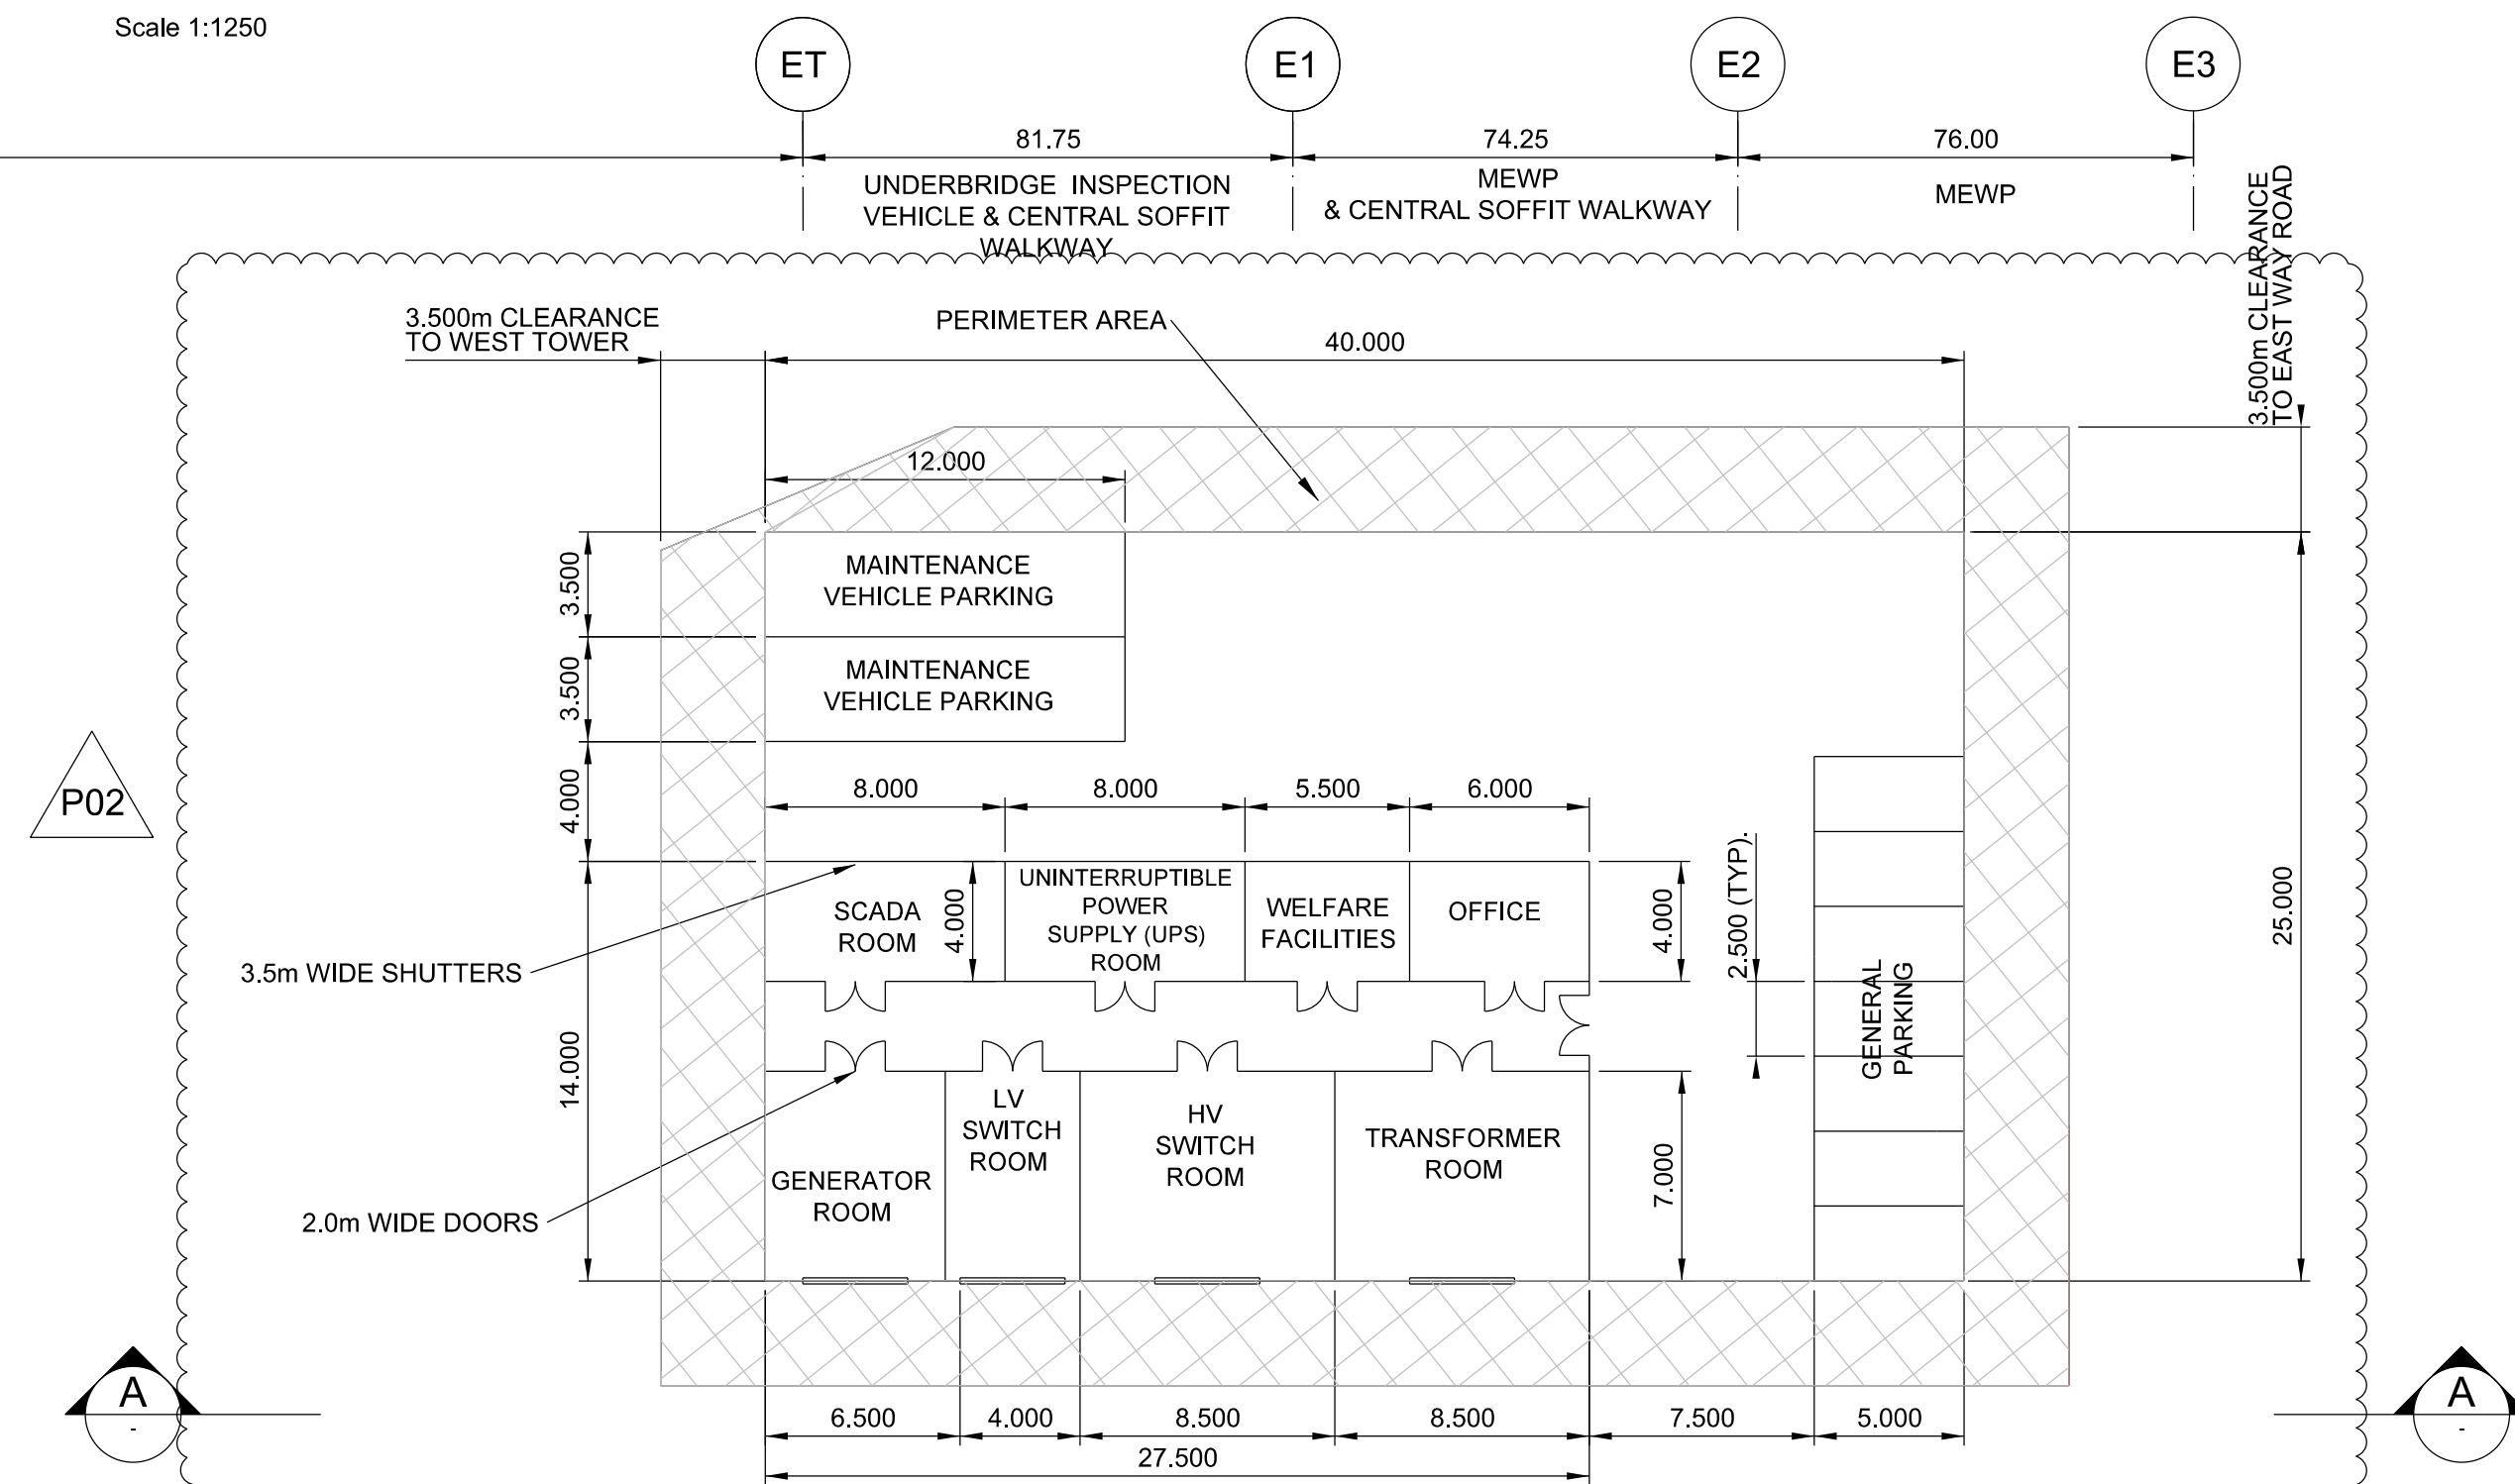 Scale 1:1250
ET
E1
E2
E3
81.75
74.25
76.00
UNDERBRIDGE INSPECTION
VEHICLE & CENTRAL SOFFIT
WALKWAY
MEWP
& CENTRAL SOFFIT WALKWAY
MEWP
3.500m CLEARANCE
TO EAST WAY ROAD
3.500m CLEARANCE
TO WEST TOWER
PERIMETER AREA
40.000
12.000
3.500
MAINTENANCE
VEHICLE PARKING
3.500
MAINTENANCE
VEHICLE PARKING
P02
4.000
8.000
8.000
5.500
6.000
SCADA
ROOM
4.000
UNINTERRUPTIBLE
POWER
SUPPLY (UPS)
ROOM
WELFARE
FACILITIES
OFFICE
4.000
2.500 (TYP).
25.000
3.5m WIDE SHUTTERS
GENERAL
PARKING
14.000
LV
SWITCH
ROOM
HV
SWITCH
ROOM
TRANSFORMER
ROOM
7.000
GENERATOR
ROOM
2.0m WIDE DOORS
A
-
A
-
6.500
4.000
8.500
8.500
7.500
5.000
27.500